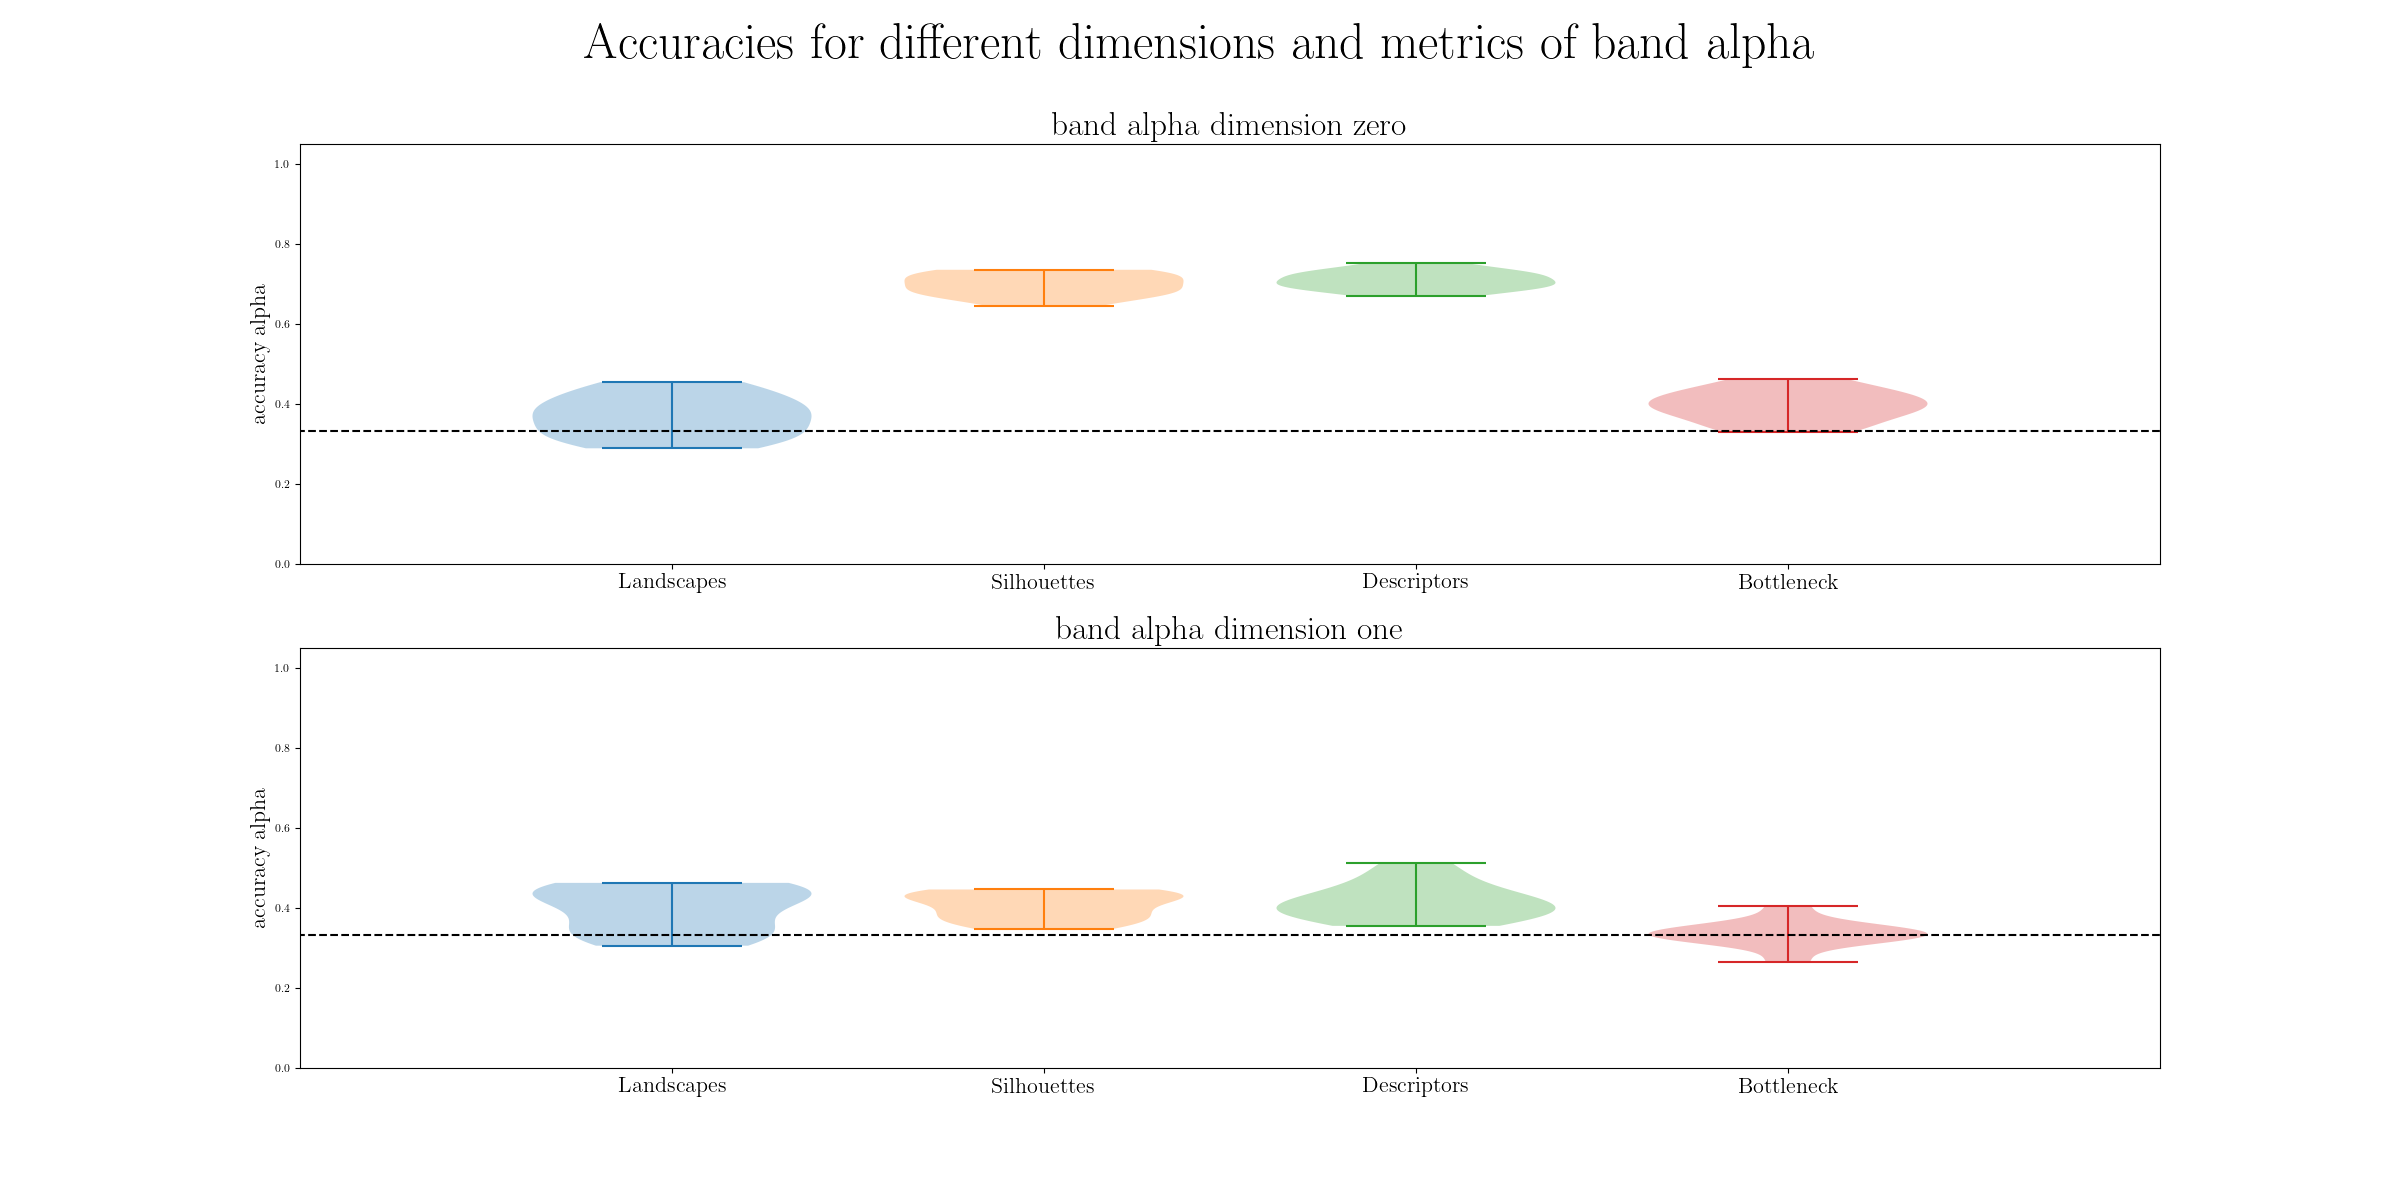 Accuracies for different dimensions and metrics of band alpha
band alpha dimension zero
accuracy alpha
1.0
0.8
0.6
0.4
0.2
0.0
Landscapes Silhouettes Descriptors Bottleneck
band alpha dimension one
accuracy alpha
1.0
0.8
0.6
0.4
0.2
0.0
Landscapes Silhouettes Descriptors Bottleneck